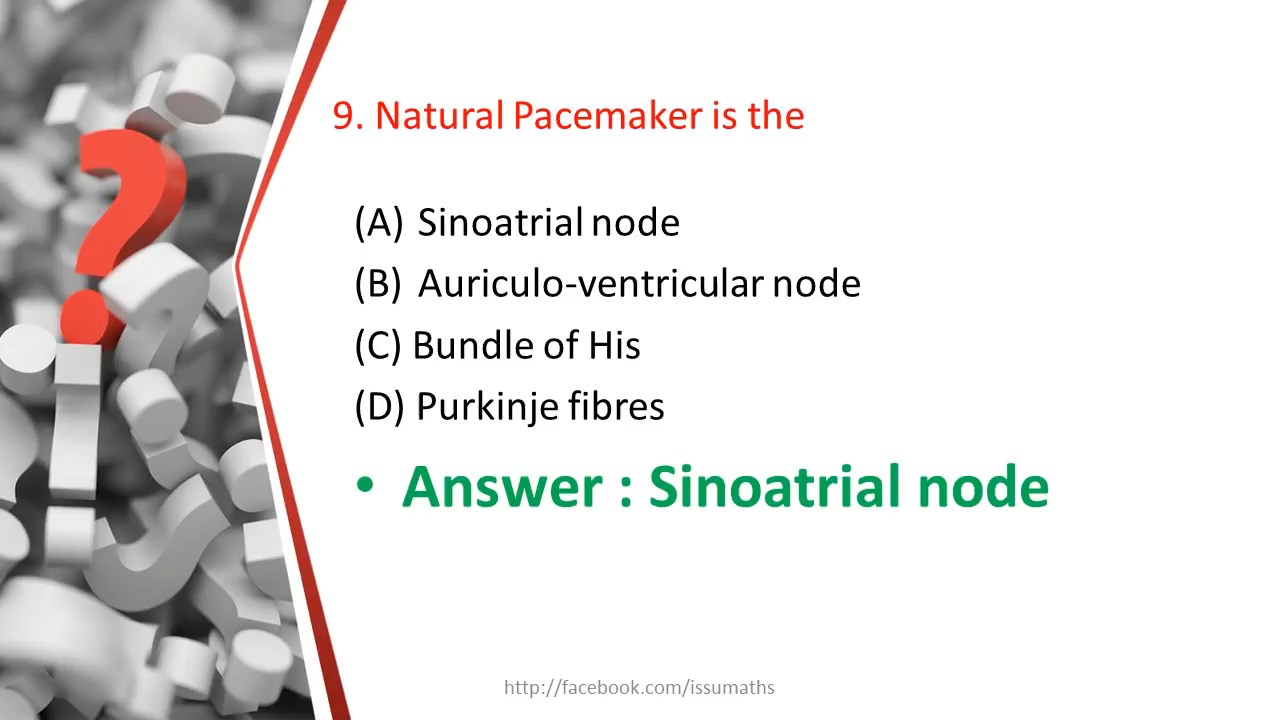 9. Natural Pacemaker is the
(A) Sinoatrial node
(B) Auriculo-ventricular node
(C) Bundle of His
(D) Purkinje fibres
• Answer : Sinoatrial node
http://facebook.com/issumaths